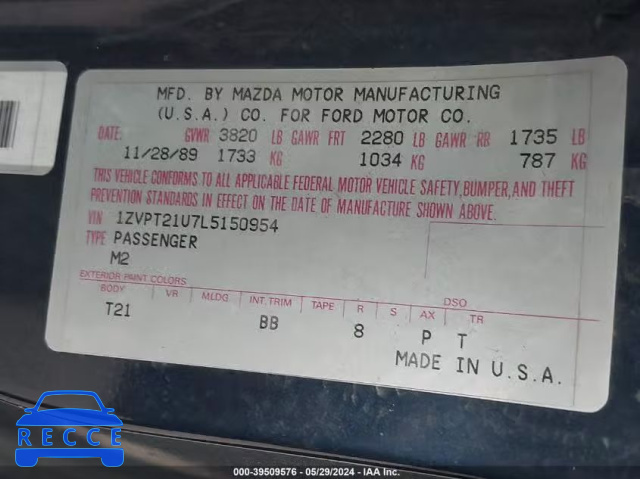 MFD. BY MAZDA MOTOR MANUFACTURING
(U.S.A.) CO. FOR FORD MOTOR CO.
DATE: GVWR 3820 LB GAWR FRT 2280 LB GAWR RR 1735 LB
11/28/89 1733 KG 1034 KG 787 KG
THIS VEHICLE CONFORMS TO ALL APPLICABLE FEDERAL MOTOR VEHICLE SAFETY, BUMPER, AND THEFT
PREVENTION STANDARDS IN EFFECT ON THE DATE OF MANUFACTURE SHOWN ABOVE.
VIN 1ZVPT21U7L5150954
TYPE PASSENGER
M2
EXTERIOR PAINT COLORS DSO
BODY VR MLDG INT.TRIM TAPE R S AX TR
T21 BB 8 P T
MADE IN U.S.A.
VEHICLE
000-39509576 - 05/29/2024 - IAA Inc.